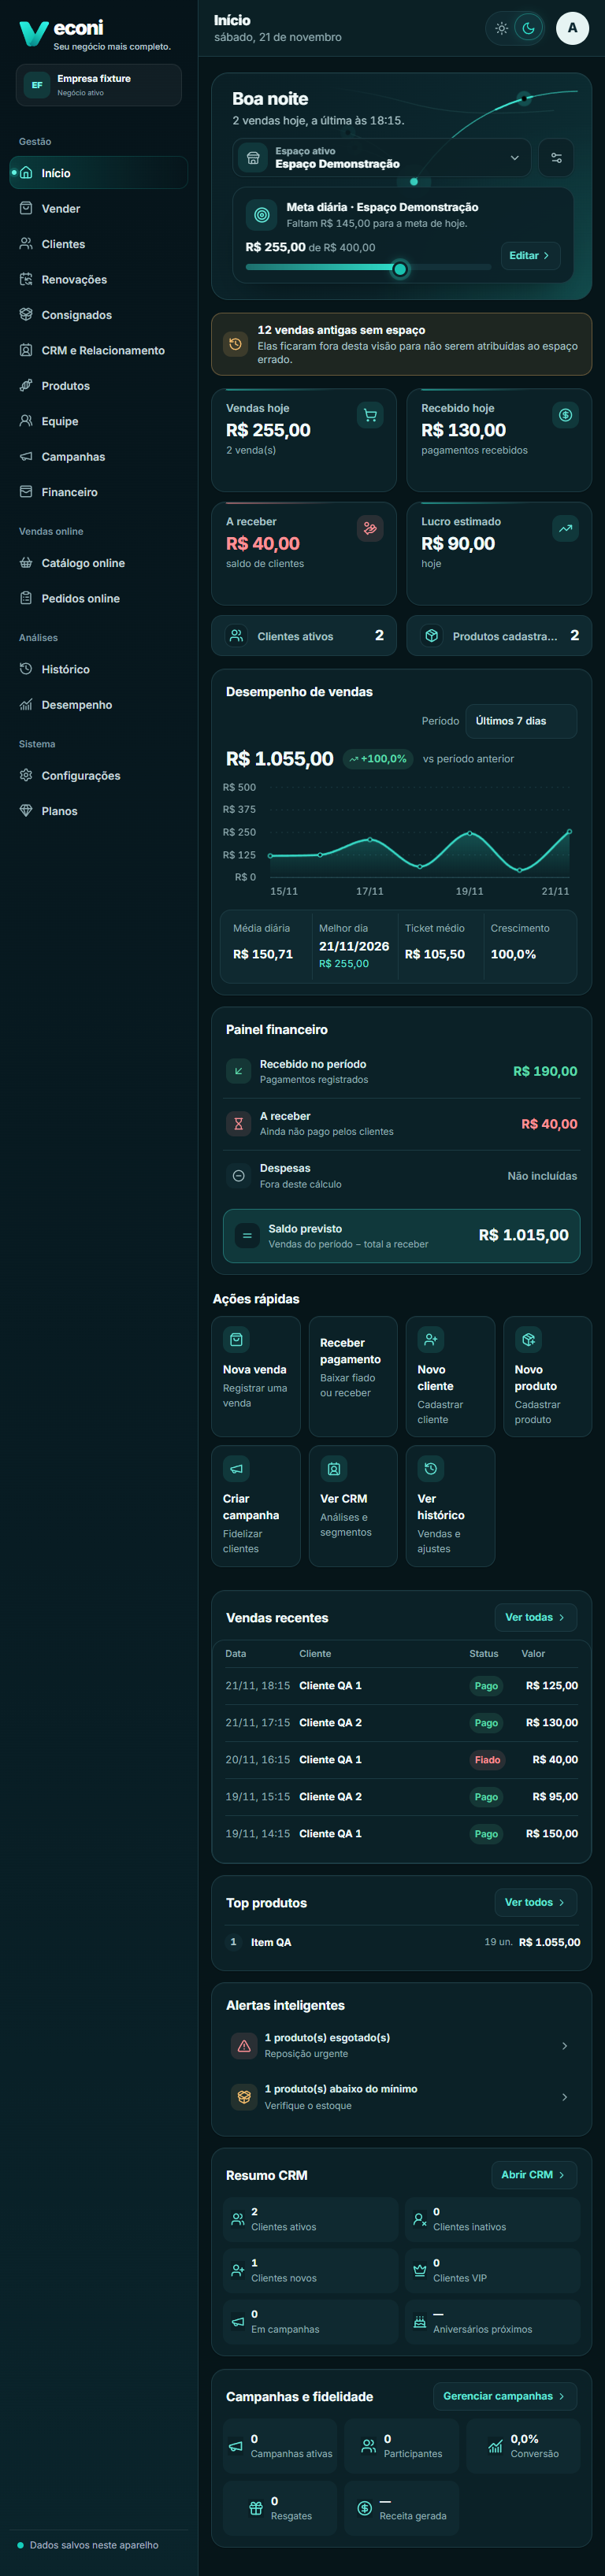 Veconi
Seu negócio mais completo.
EF
Empresa fixture
Negócio ativo
Gestão
Início
Vender
Clientes
Renovações
Consignados
CRM e Relacionamento
Produtos
Equipe
Campanhas
Financeiro
Vendas online
Catálogo online
Pedidos online
Análises
Histórico
Desempenho
Sistema
Configurações
Planos
Dados salvos neste aparelho
Início
sábado, 21 de novembro
A
Boa noite
2 vendas hoje, a última às 18:15.
Espaço ativo
Espaço Demonstração
Meta diária · Espaço Demonstração
Faltam R$ 145,00 para a meta de hoje.
R$ 255,00 de R$ 400,00
Editar
12 vendas antigas sem espaço
Elas ficaram fora desta visão para não serem atribuídas ao espaço
errado.
Vendas hoje
R$ 255,00
2 venda(s)
Recebido hoje
R$ 130,00
pagamentos recebidos
A receber
R$ 40,00
saldo de clientes
Lucro estimado
R$ 90,00
hoje
Clientes ativos
2
Produtos cadastra...
2
Desempenho de vendas
Período
Últimos 7 dias
R$ 1.055,00
+100,0%
vs período anterior
R$ 500
R$ 375
R$ 250
R$ 125
R$ 0
15/11
17/11
19/11
21/11
Média diária
R$ 150,71
Melhor dia
21/11/2026
R$ 255,00
Ticket médio
R$ 105,50
Crescimento
100,0%
Painel financeiro
Recebido no período
Pagamentos registrados
R$ 190,00
A receber
Ainda não pago pelos clientes
R$ 40,00
Despesas
Fora deste cálculo
Não incluídas
Saldo previsto
Vendas do período – total a receber
R$ 1.015,00
Ações rápidas
Nova venda
Registrar uma
venda
Receber
pagamento
Baixar fiado
ou receber
Novo
cliente
Cadastrar
cliente
Novo
produto
Cadastrar
produto
Criar
campanha
Fidelizar
clientes
Ver CRM
Análises e
segmentos
Ver
histórico
Vendas e
ajustes
Vendas recentes
Ver todas
Data Cliente Status Valor
21/11, 18:15 Cliente QA 1 Pago R$ 125,00
21/11, 17:15 Cliente QA 2 Pago R$ 130,00
20/11, 16:15 Cliente QA 1 Fiado R$ 40,00
19/11, 15:15 Cliente QA 2 Pago R$ 95,00
19/11, 14:15 Cliente QA 1 Pago R$ 150,00
Top produtos
Ver todos
1 Item QA 19 un. R$ 1.055,00
Alertas inteligentes
1 produto(s) esgotado(s)
Reposição urgente
1 produto(s) abaixo do mínimo
Verifique o estoque
Resumo CRM
Abrir CRM
2
Clientes ativos
0
Clientes inativos
1
Clientes novos
0
Clientes VIP
0
Em campanhas
—
Aniversários próximos
Campanhas e fidelidade
Gerenciar campanhas
0
Campanhas ativas
0
Participantes
0,0%
Conversão
0
Resgates
—
Receita gerada